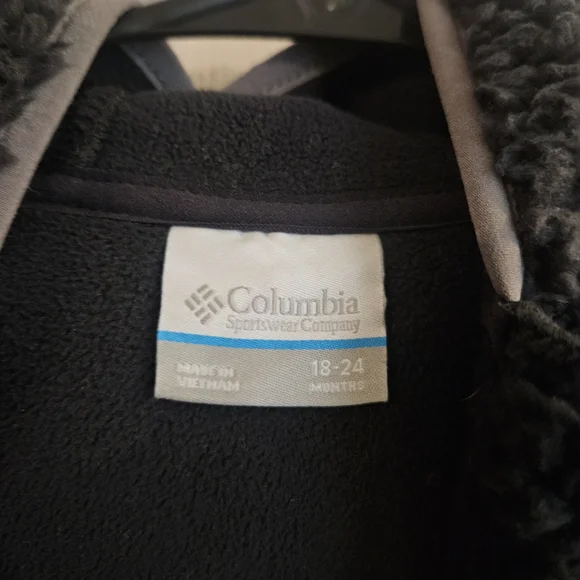 Columbia
Sportswear Company
MADE IN
VIETNAM
18-24
MONTHS